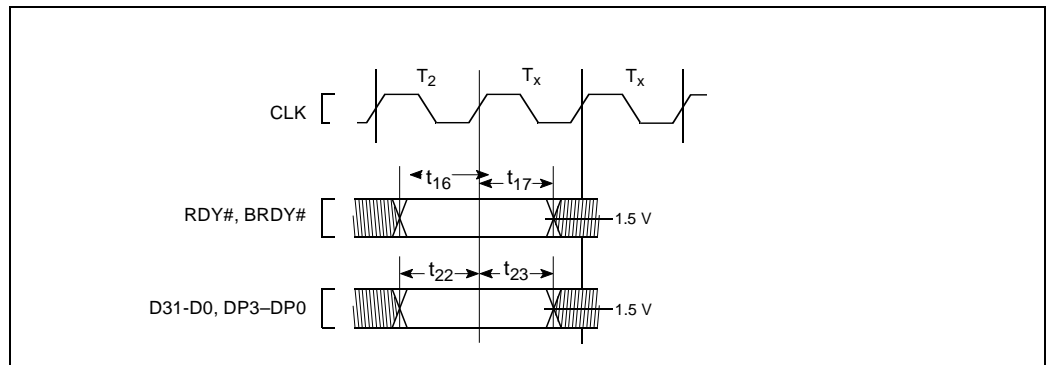 T2 Tx Tx
CLK
t16 t17
RDY#, BRDY#
1.5 V
t22 t23
D31-D0, DP3–DP0
1.5 V